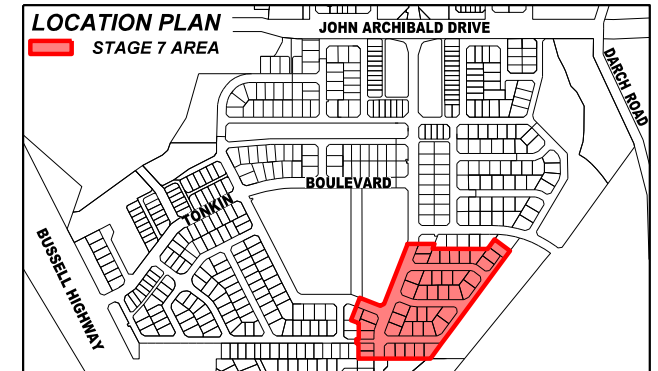 LOCATION PLAN
STAGE 7 AREA
JOHN ARCHIBALD DRIVE
DARCH ROAD
BOULEVARD
TONKIN
BUSSELL HIGHWAY